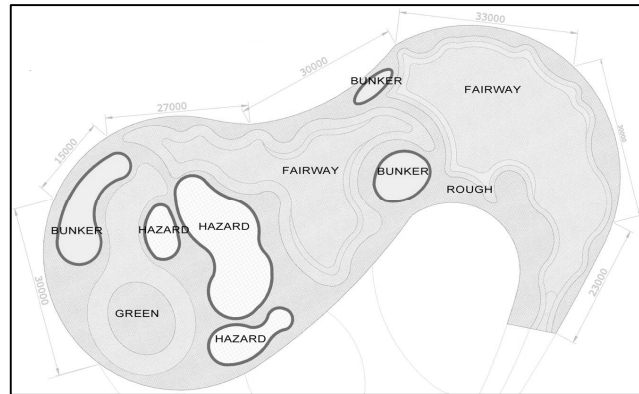 33000
BUNKER
30000
FAIRWAY
27000
15000
FAIRWAY
BUNKER
ROUGH
BUNKER
HAZARD
HAZARD
30000
23000
GREEN
HAZARD